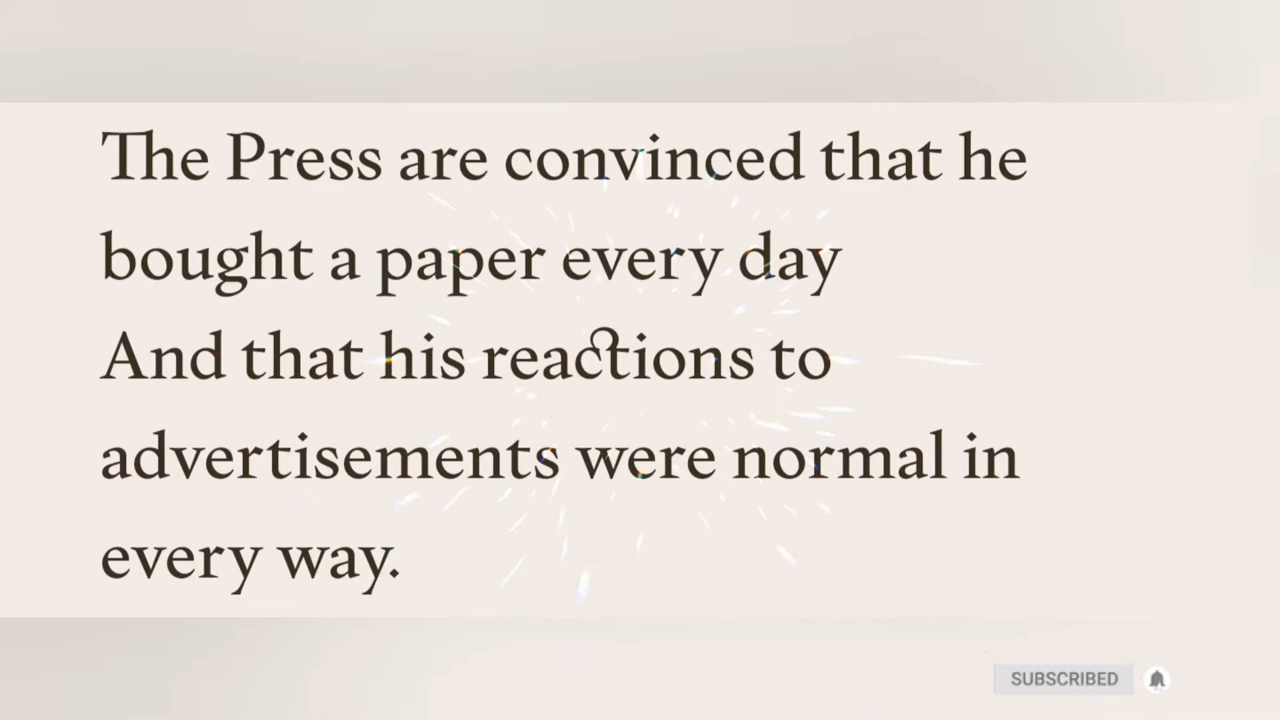 The Press are convinced that he
bought a paper every day
And that his reactions to
advertisements were normal in
every way.
SUBSCRIBED